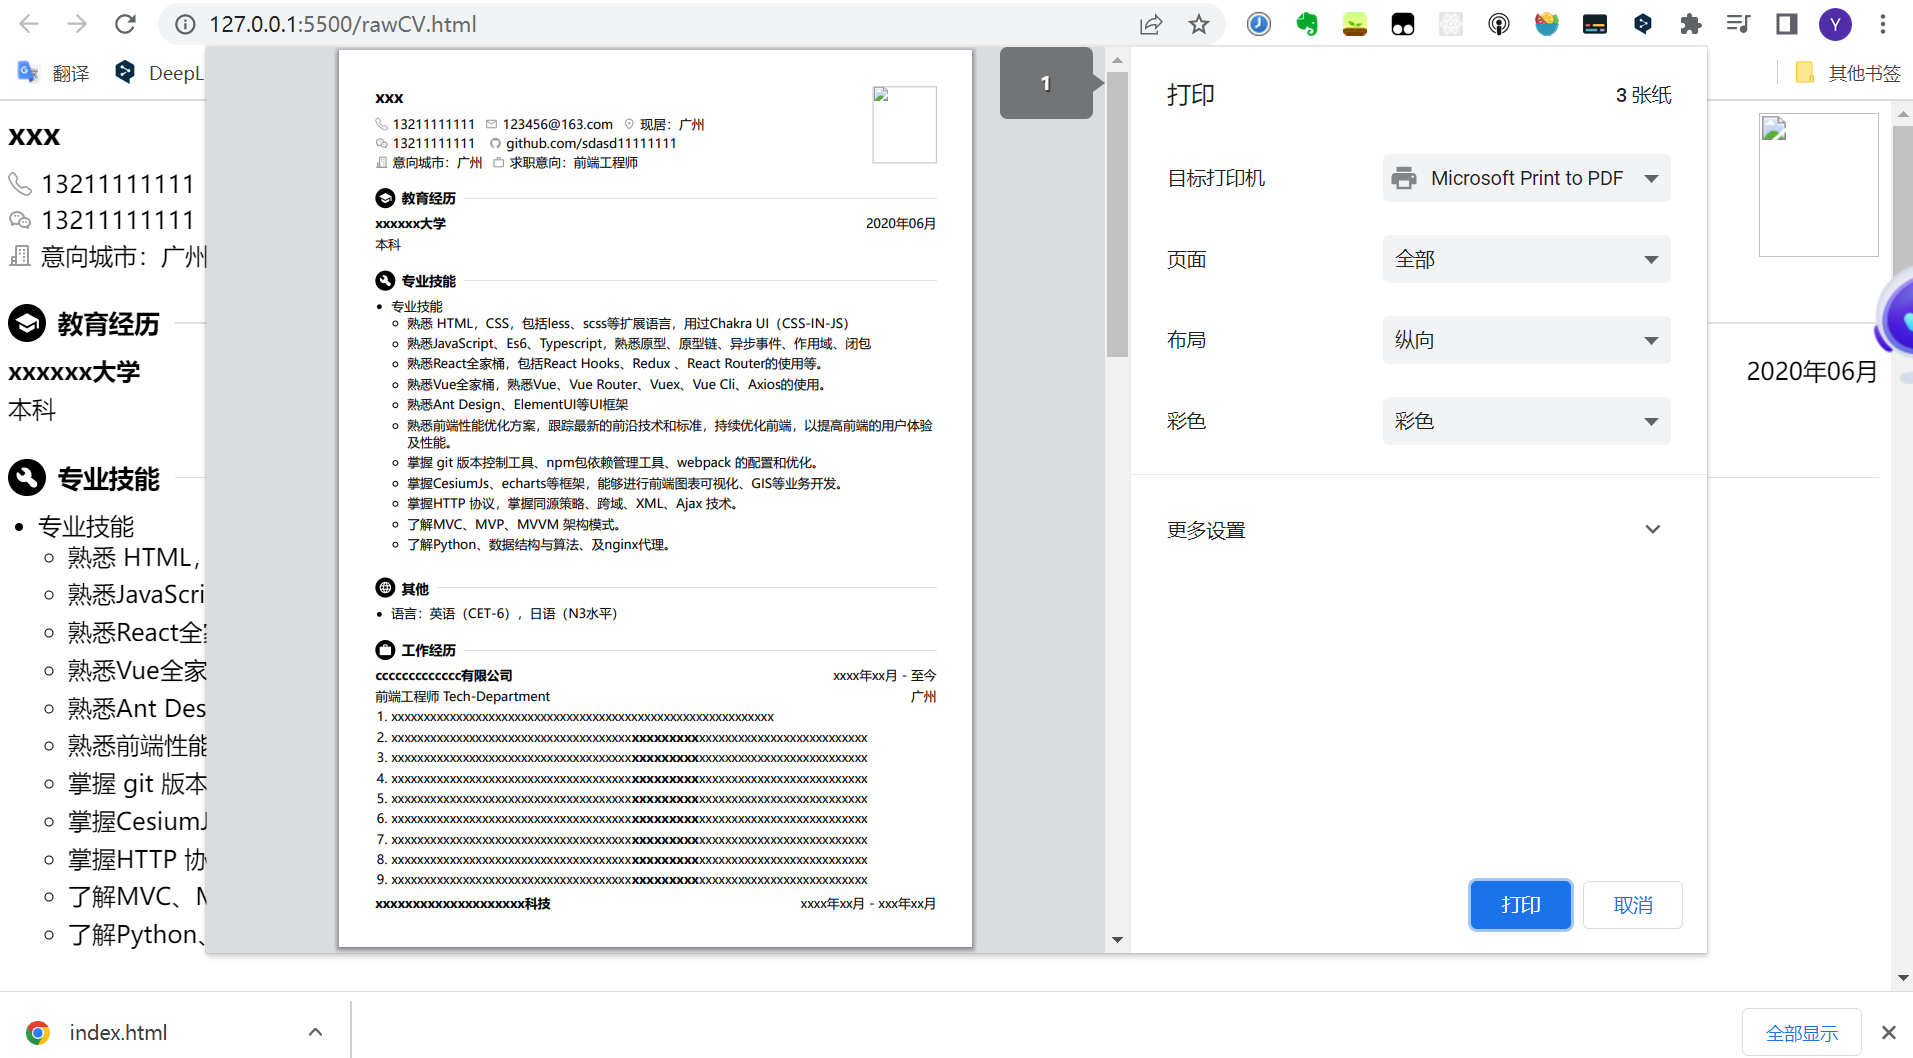 127.0.0.1:5500/rawCV.html
Y
翻译
DeepL
其他书签
xxx
13211111111
13211111111
意向城市：广州
教育经历
xxxxxx大学
本科
专业技能
专业技能
熟悉 HTML，
熟悉JavaScri
熟悉React全家
熟悉Vue全家
熟悉Ant Des
熟悉前端性能
掌握 git 版本
掌握CesiumJ
掌握HTTP 协
了解MVC、M
了解Python、
2020年06月
xxx
13211111111 123456@163.com 现居：广州
13211111111 github.com/sdasd11111111
意向城市：广州 求职意向：前端工程师
教育经历
xxxxxx大学 2020年06月
本科
专业技能
专业技能
熟悉 HTML，CSS，包括less、scss等扩展语言，用过Chakra UI（CSS-IN-JS）
熟悉JavaScript、Es6、Typescript，熟悉原型、原型链、异步事件、作用域、闭包
熟悉React全家桶，包括React Hooks、Redux 、React Router的使用等。
熟悉Vue全家桶，熟悉Vue、Vue Router、Vuex、Vue Cli、Axios的使用。
熟悉Ant Design、ElementUI等UI框架
熟悉前端性能优化方案，跟踪最新的前沿技术和标准，持续优化前端，以提高前端的用户体验
及性能。
掌握 git 版本控制工具、npm包依赖管理工具、webpack 的配置和优化。
掌握CesiumJs、echarts等框架，能够进行前端图表可视化、GIS等业务开发。
掌握HTTP 协议，掌握同源策略、跨域、XML、Ajax 技术。
了解MVC、MVP、MVVM 架构模式。
了解Python、数据结构与算法、及nginx代理。
其他
语言：英语（CET-6），日语（N3水平）
工作经历
ccccccccccccc有限公司 xxxx年xx月 - 至今
前端工程师 Tech-Department 广州
1. xxxxxxxxxxxxxxxxxxxxxxxxxxxxxxxxxxxxxxxxxxxxxxxxxxxxxxxxxxx
2. xxxxxxxxxxxxxxxxxxxxxxxxxxxxxxxxxxxxxxxxxxxxxxxxxxxxxxxxxxxxxxxxxxxxxxxx
3. xxxxxxxxxxxxxxxxxxxxxxxxxxxxxxxxxxxxxxxxxxxxxxxxxxxxxxxxxxxxxxxxxxxxxxxx
4. xxxxxxxxxxxxxxxxxxxxxxxxxxxxxxxxxxxxxxxxxxxxxxxxxxxxxxxxxxxxxxxxxxxxxxxx
5. xxxxxxxxxxxxxxxxxxxxxxxxxxxxxxxxxxxxxxxxxxxxxxxxxxxxxxxxxxxxxxxxxxxxxxxx
6. xxxxxxxxxxxxxxxxxxxxxxxxxxxxxxxxxxxxxxxxxxxxxxxxxxxxxxxxxxxxxxxxxxxxxxxx
7. xxxxxxxxxxxxxxxxxxxxxxxxxxxxxxxxxxxxxxxxxxxxxxxxxxxxxxxxxxxxxxxxxxxxxxxx
8. xxxxxxxxxxxxxxxxxxxxxxxxxxxxxxxxxxxxxxxxxxxxxxxxxxxxxxxxxxxxxxxxxxxxxxxx
9. xxxxxxxxxxxxxxxxxxxxxxxxxxxxxxxxxxxxxxxxxxxxxxxxxxxxxxxxxxxxxxxxxxxxxxxx
xxxxxxxxxxxxxxxxxxxx科技 xxxx年xx月 - xxx年xx月
1
打印 3 张纸
目标打印机 Microsoft Print to PDF
页面 全部
布局 纵向
彩色 彩色
更多设置
打印 取消
index.html
全部显示